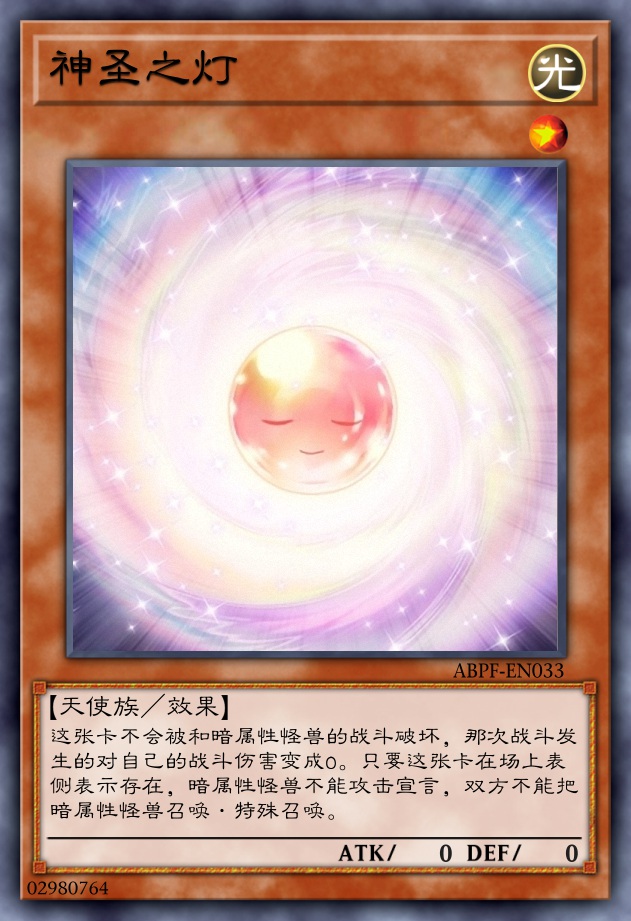 神圣之灯
光
ABPF-EN033
【天使族／效果】
这张卡不会被和暗属性怪兽的战斗破坏，那次战斗发
生的对自己的战斗伤害变成0。只要这张卡在场上表
侧表示存在，暗属性怪兽不能攻击宣言，双方不能把
暗属性怪兽召唤·特殊召唤。
ATK/ 0 DEF/ 0
02980764